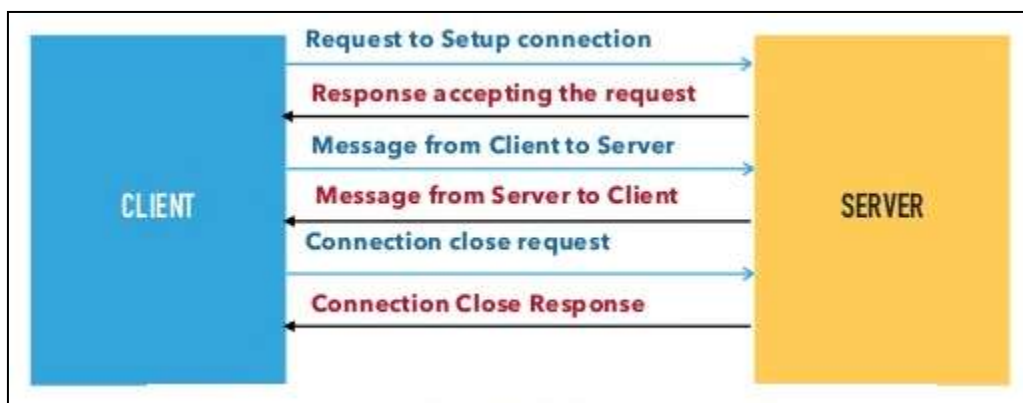 Request to Setup connection
Response accepting the request
Message from Client to Server
CLIENT
Message from Server to Client
SERVER
Connection close request
Connection Close Response